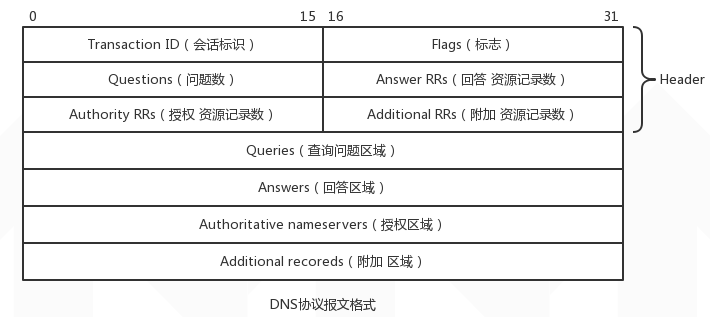 0 15 16 31
Transaction ID（会话标识） Flags（标志）
Questions（问题数） Answer RRs（回答 资源记录数）
Header
Authority RRs（授权 资源记录数） Additional RRs（附加 资源记录数）
Queries（查询问题区域）
Answers（回答区域）
Authoritative nameservers（授权区域）
Additional recoreds（附加 区域）
DNS协议报文格式